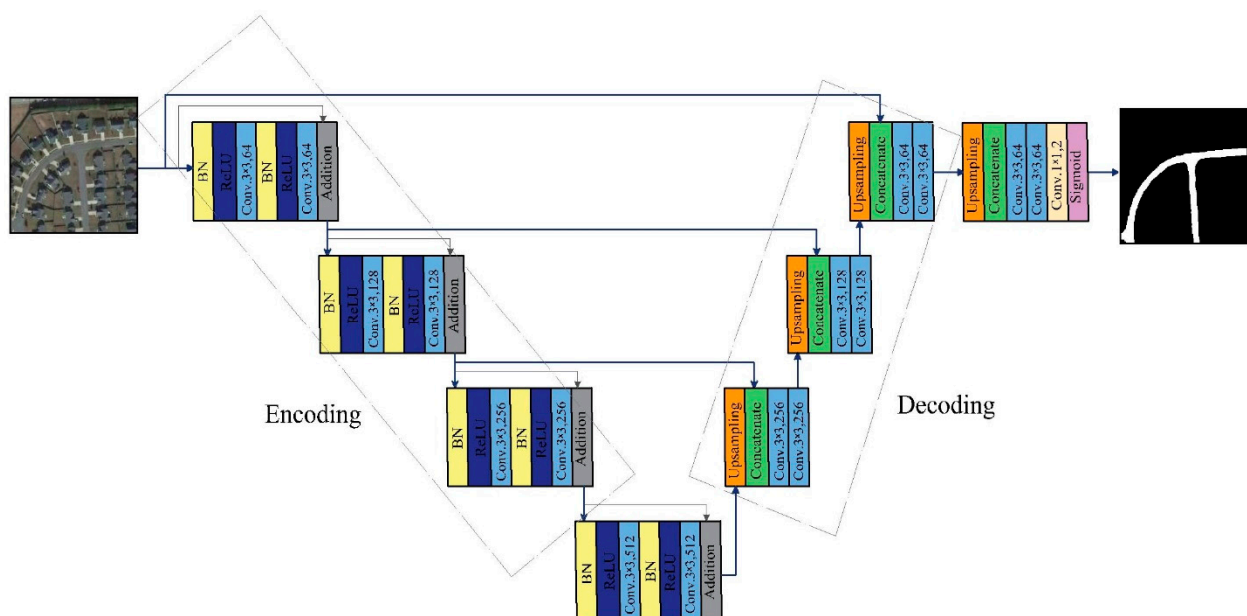 BN
ReLU
Conv.3×3,64
BN
ReLU
Conv.3×3,64
Addition
Upsampling
Concatenate
Conv.3×3,64
Conv.3×3,64
Upsampling
Concatenate
Conv.3×3,64
Conv.3×3,64
Conv.1×1,2
Sigmoid
BN
ReLU
Conv.3×3,128
BN
ReLU
Conv.3×3,128
Addition
Upsampling
Concatenate
Conv.3×3,128
Conv.3×3,128
Encoding
BN
ReLU
Conv.3×3,256
BN
ReLU
Conv.3×3,256
Addition
Upsampling
Concatenate
Conv.3×3,256
Conv.3×3,256
Decoding
BN
ReLU
Conv.3×3,512
BN
ReLU
Conv.3×3,512
Addition